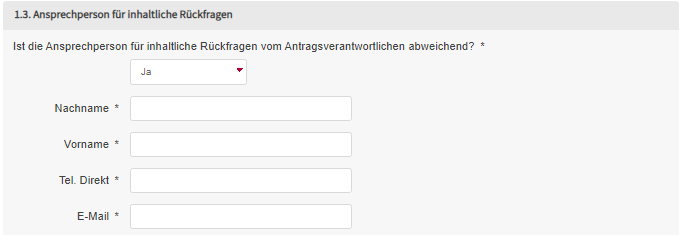 1.3. Ansprechperson für inhaltliche Rückfragen
Ist die Ansprechperson für inhaltliche Rückfragen vom Antragsverantwortlichen abweichend? *
Ja
Nachname *
Vorname *
Tel. Direkt *
E-Mail *